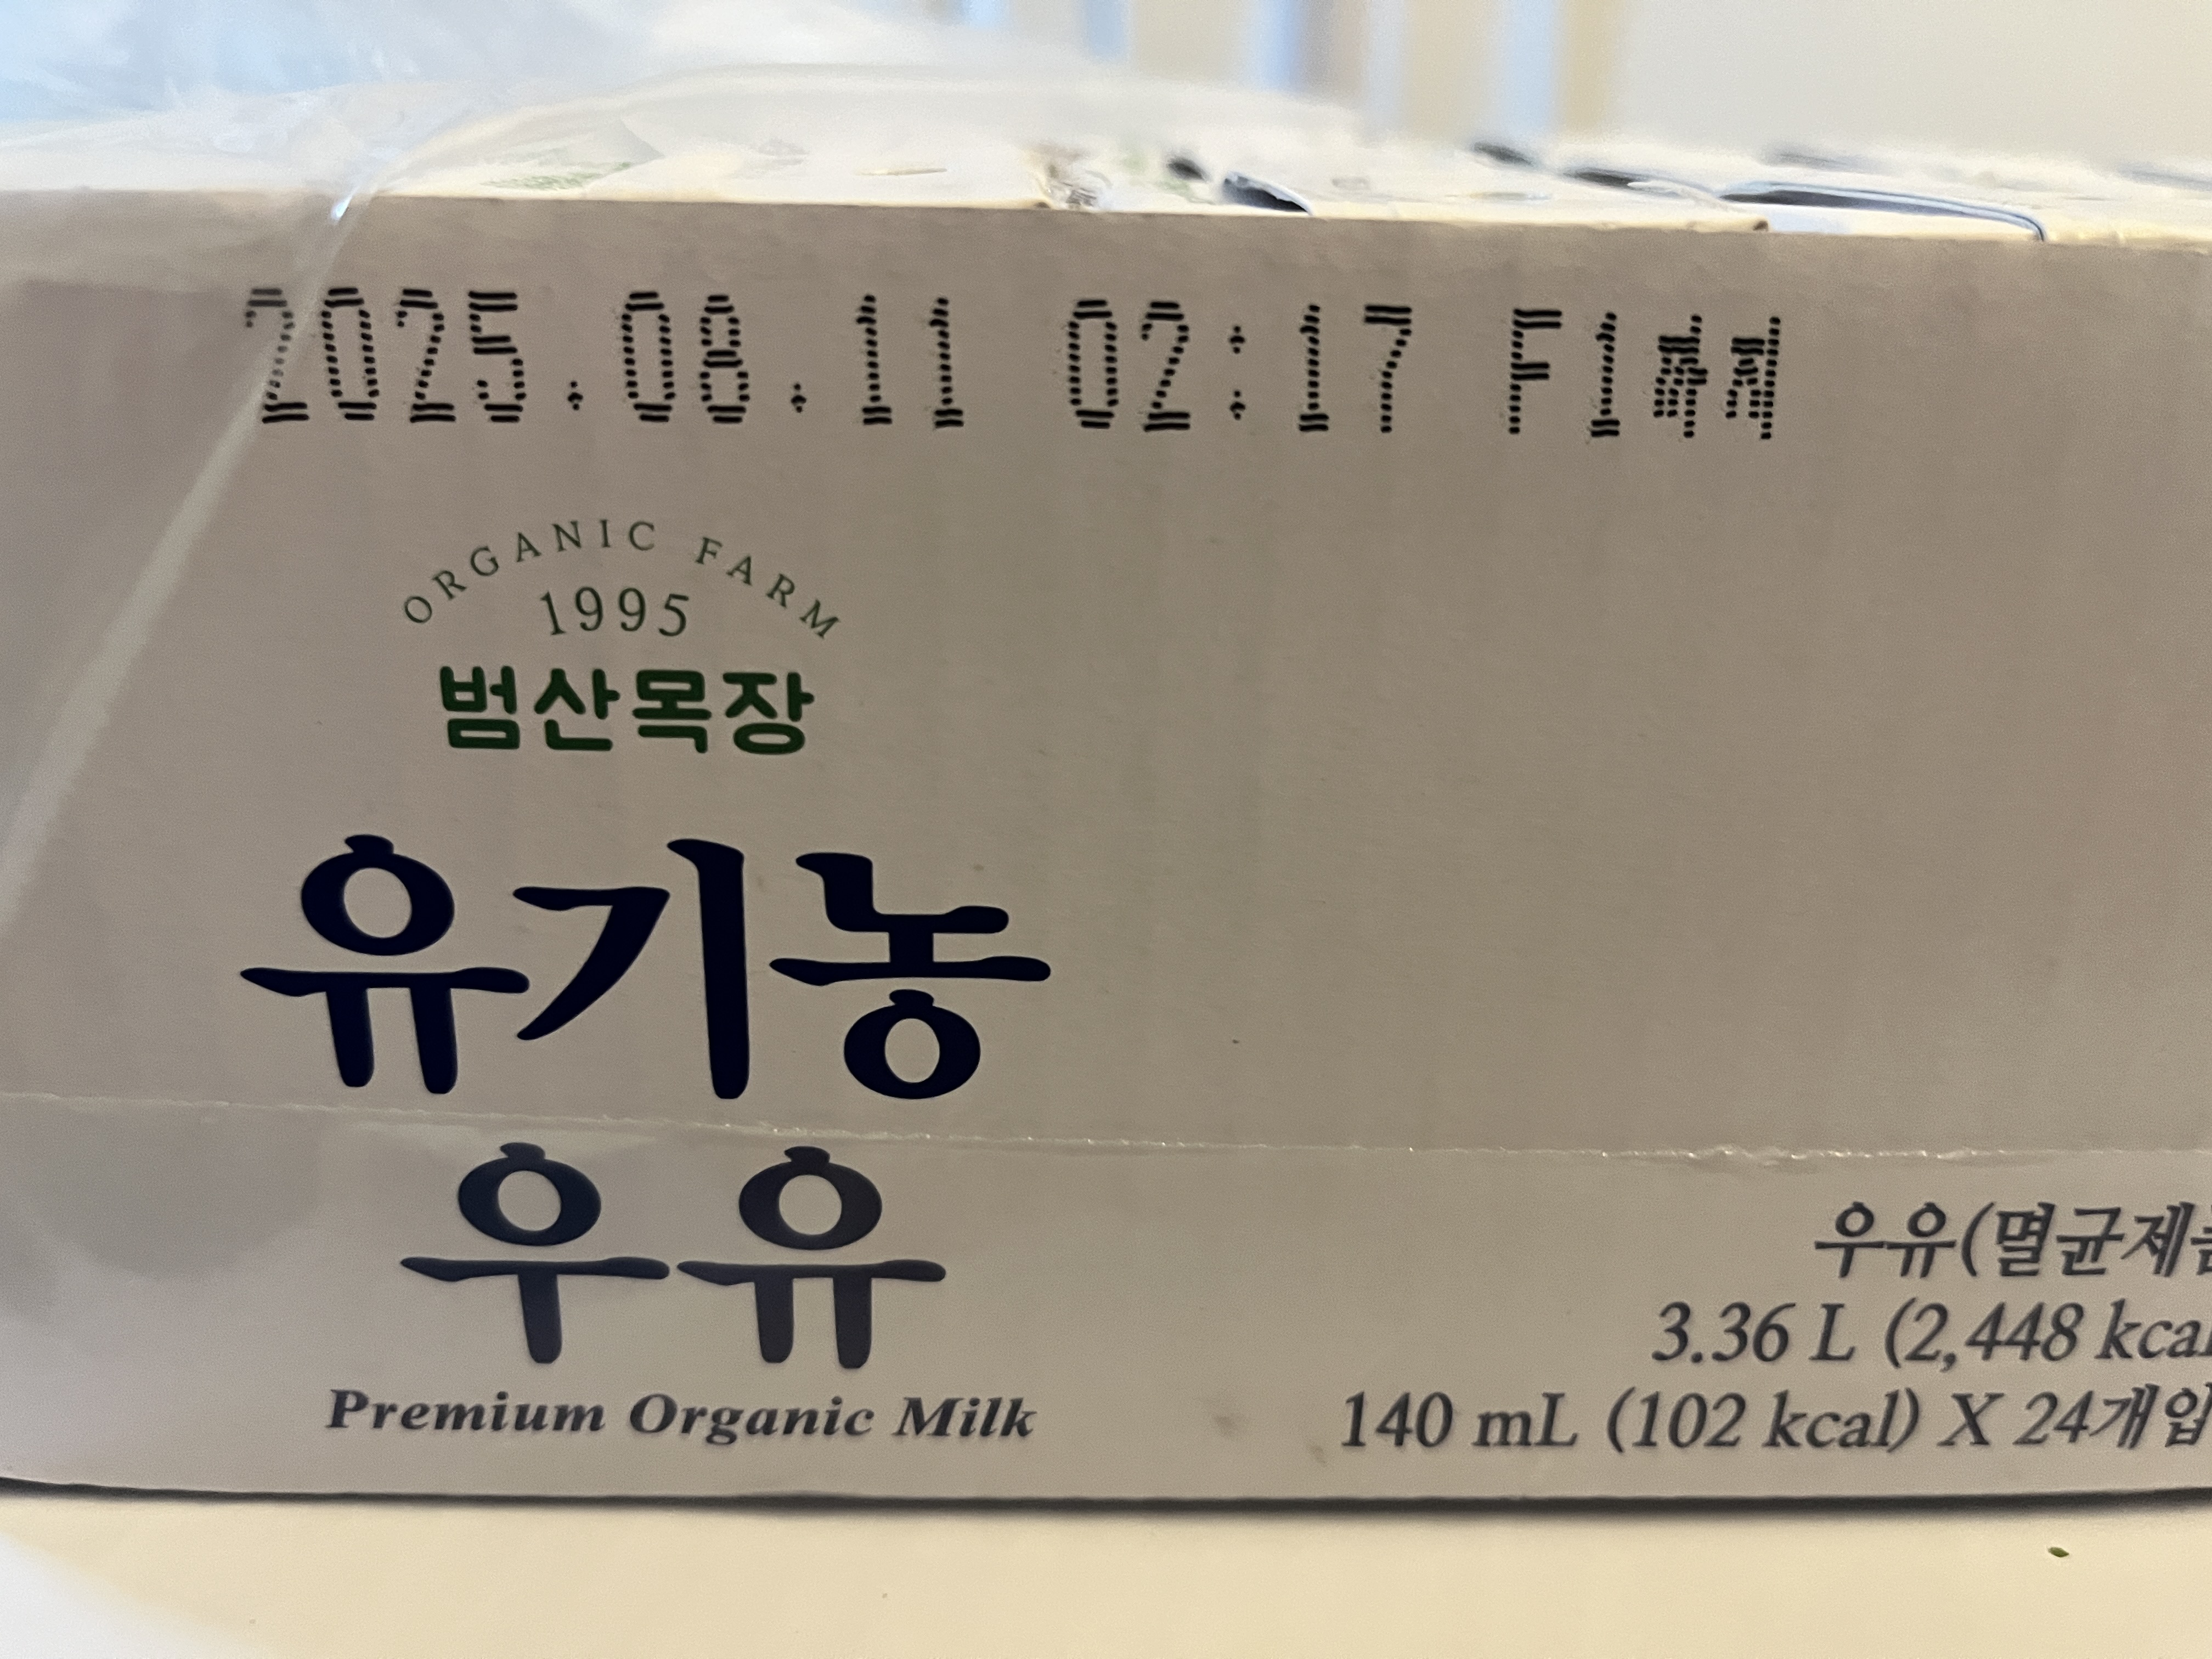 2025.08.11 02:17 F1
ORGANIC FARM
1995
범산목장
유기농
우유
Premium Organic Milk
우유(멸균제품
3.36 L (2,448 kcal
140 mL (102 kcal) X 24개입